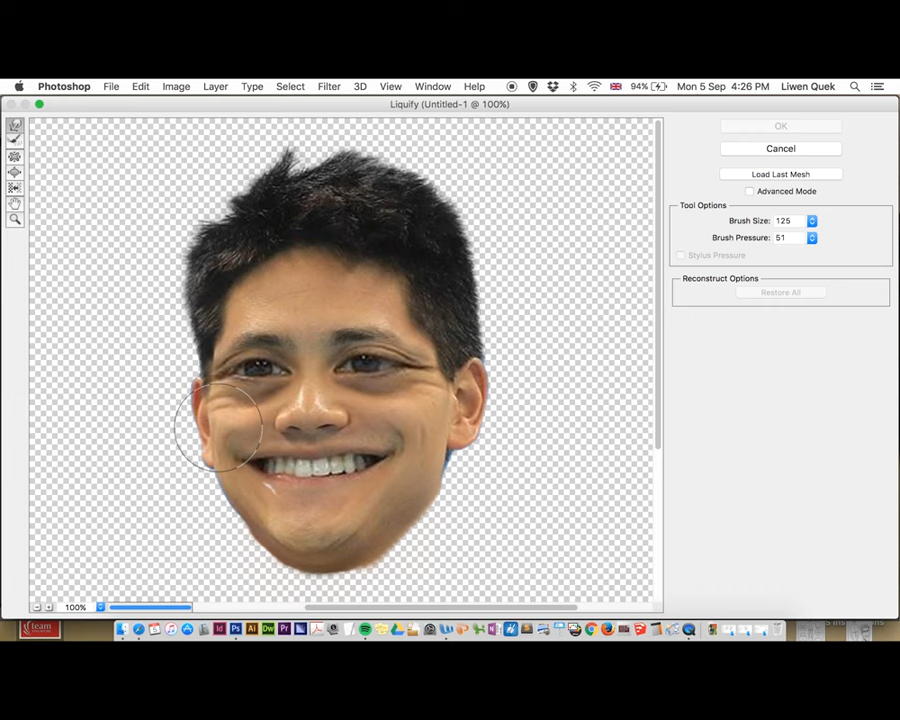 Photoshop File Edit Image Layer Type Select Filter 3D View Window Help 94% Mon 5 Sep 4:26 PM Liwen Quek
Liquify (Untitled-1 @ 100%)
OK
Cancel
Load Last Mesh
Advanced Mode
Tool Options
Brush Size: 125
Brush Pressure: 51
Stylus Pressure
Reconstruct Options
Restore All
100%
team